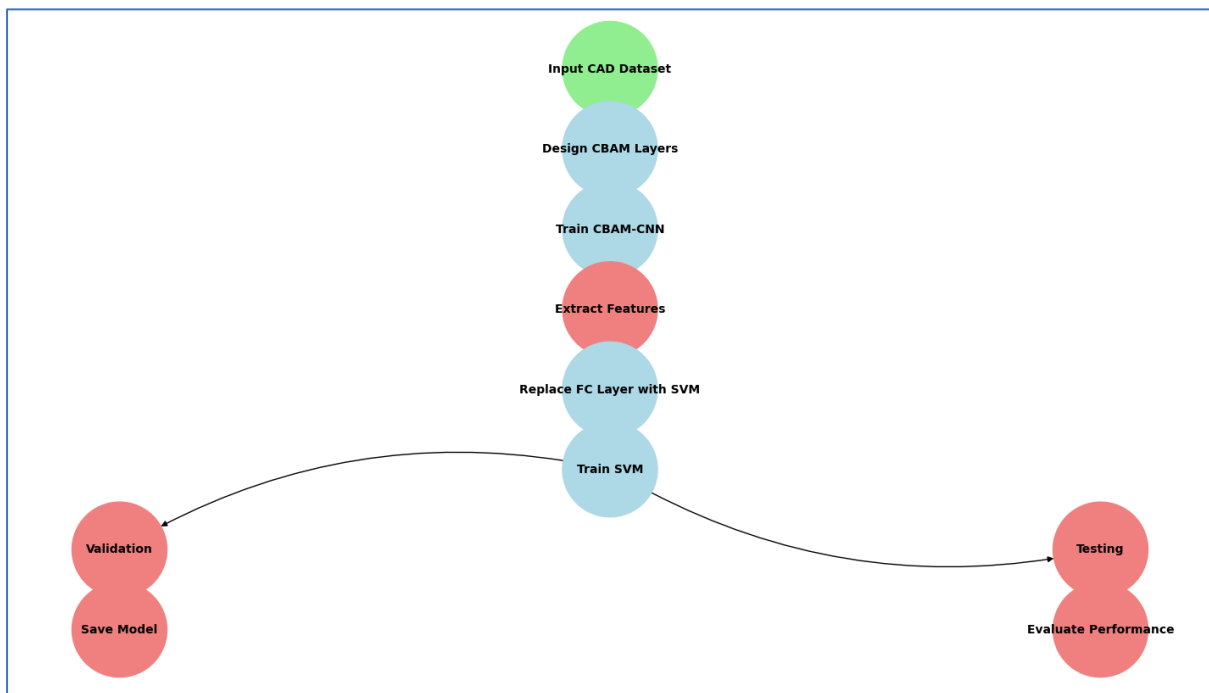 Input CAD Dataset
Design CBAM Layers
Train CBAM-CNN
Extract Features
Replace FC Layer with SVM
Train SVM
Validation
Testing
Save Model
Evaluate Performance